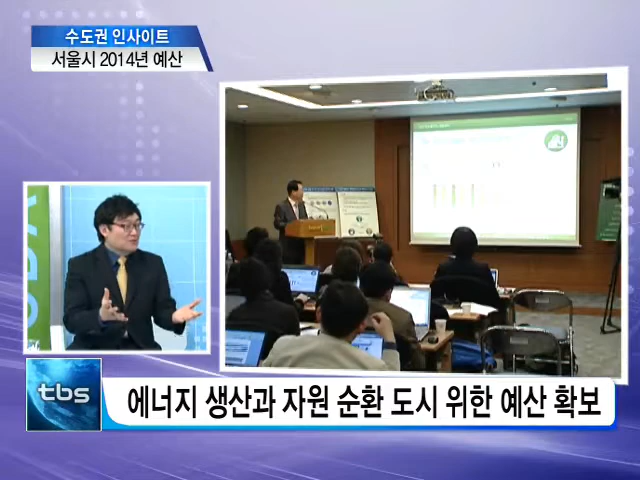 수도권 인사이트
서울시 2014년 예산
tbs
에너지 생산과 자원 순환 도시 위한 예산 확보